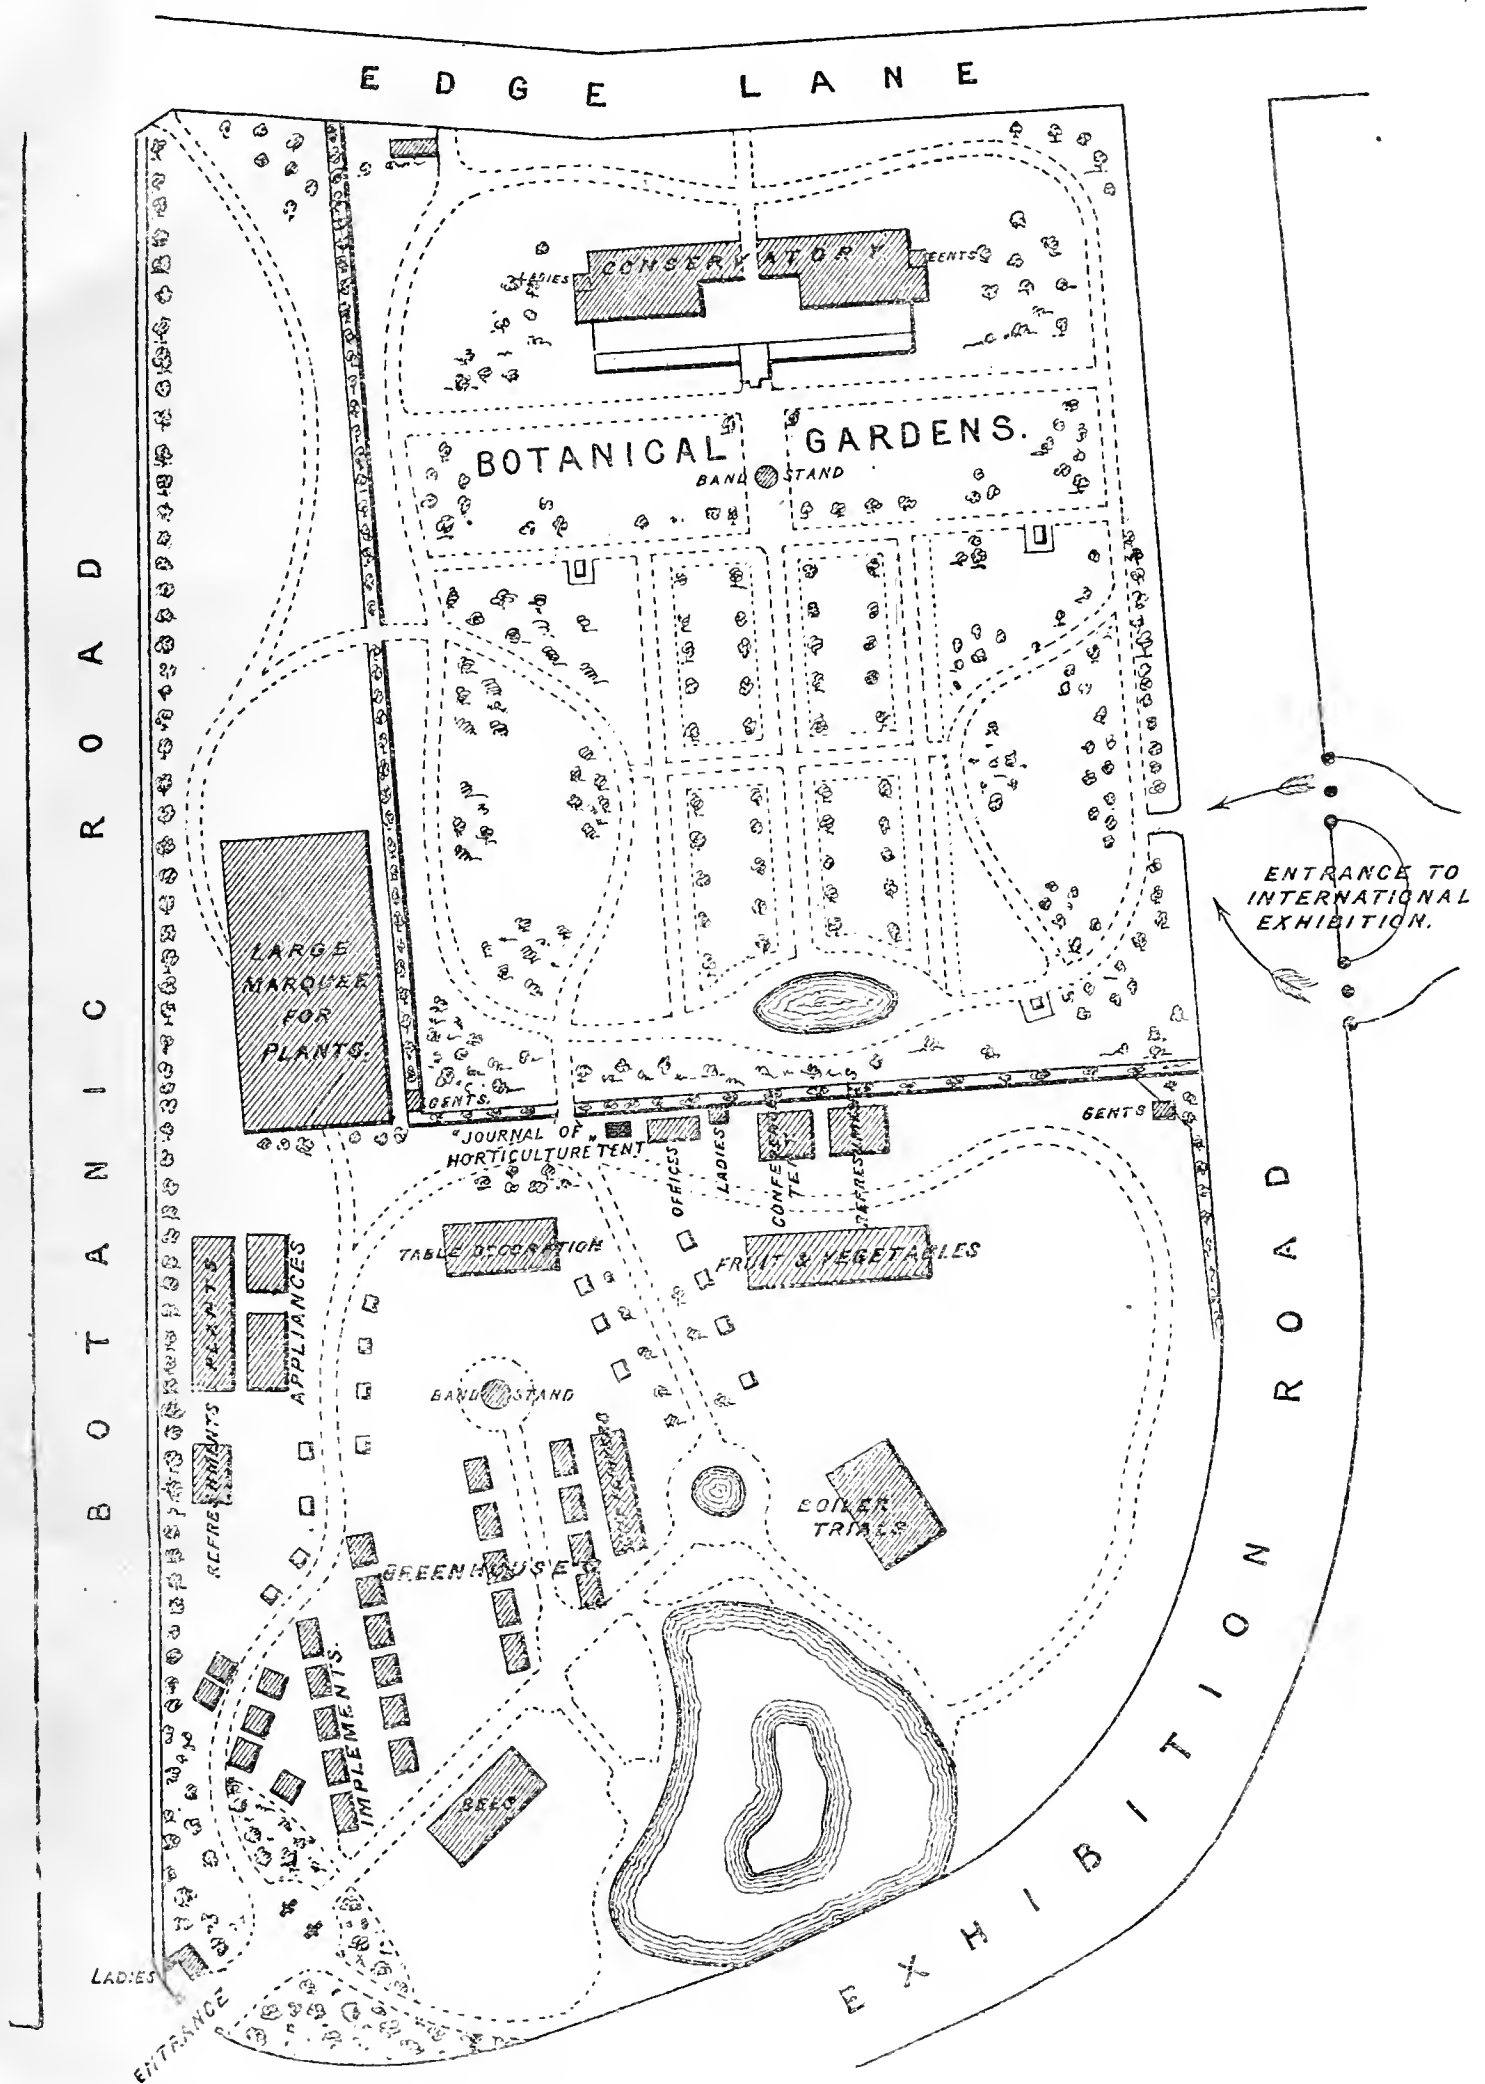 EDGE LANE
LADIES
CONSERVATORY
GENTS
BOTANICAL GARDENS.
BAND STAND
BOTANIC ROAD
ENTRANCE TO
INTERNATIONAL
EXHIBITION.
LARGE
MARQUEE
FOR
PLANTS.
GENTS.
GENTS
"JOURNAL OF"
HORTICULTURE TENT
OFFICES
LADIES
CONFERENCE
TENT
REFRESHMENTS
TABLE DECORATION
FRUIT & VEGETABLES
PLANTS
APPLIANCES
BAND STAND
REFRESHMENTS
BOILER
TRIALS
GREENHOUSES
IMPLEMENTS.
BEES
EXHIBITION ROAD
LADIES
ENTRANCE